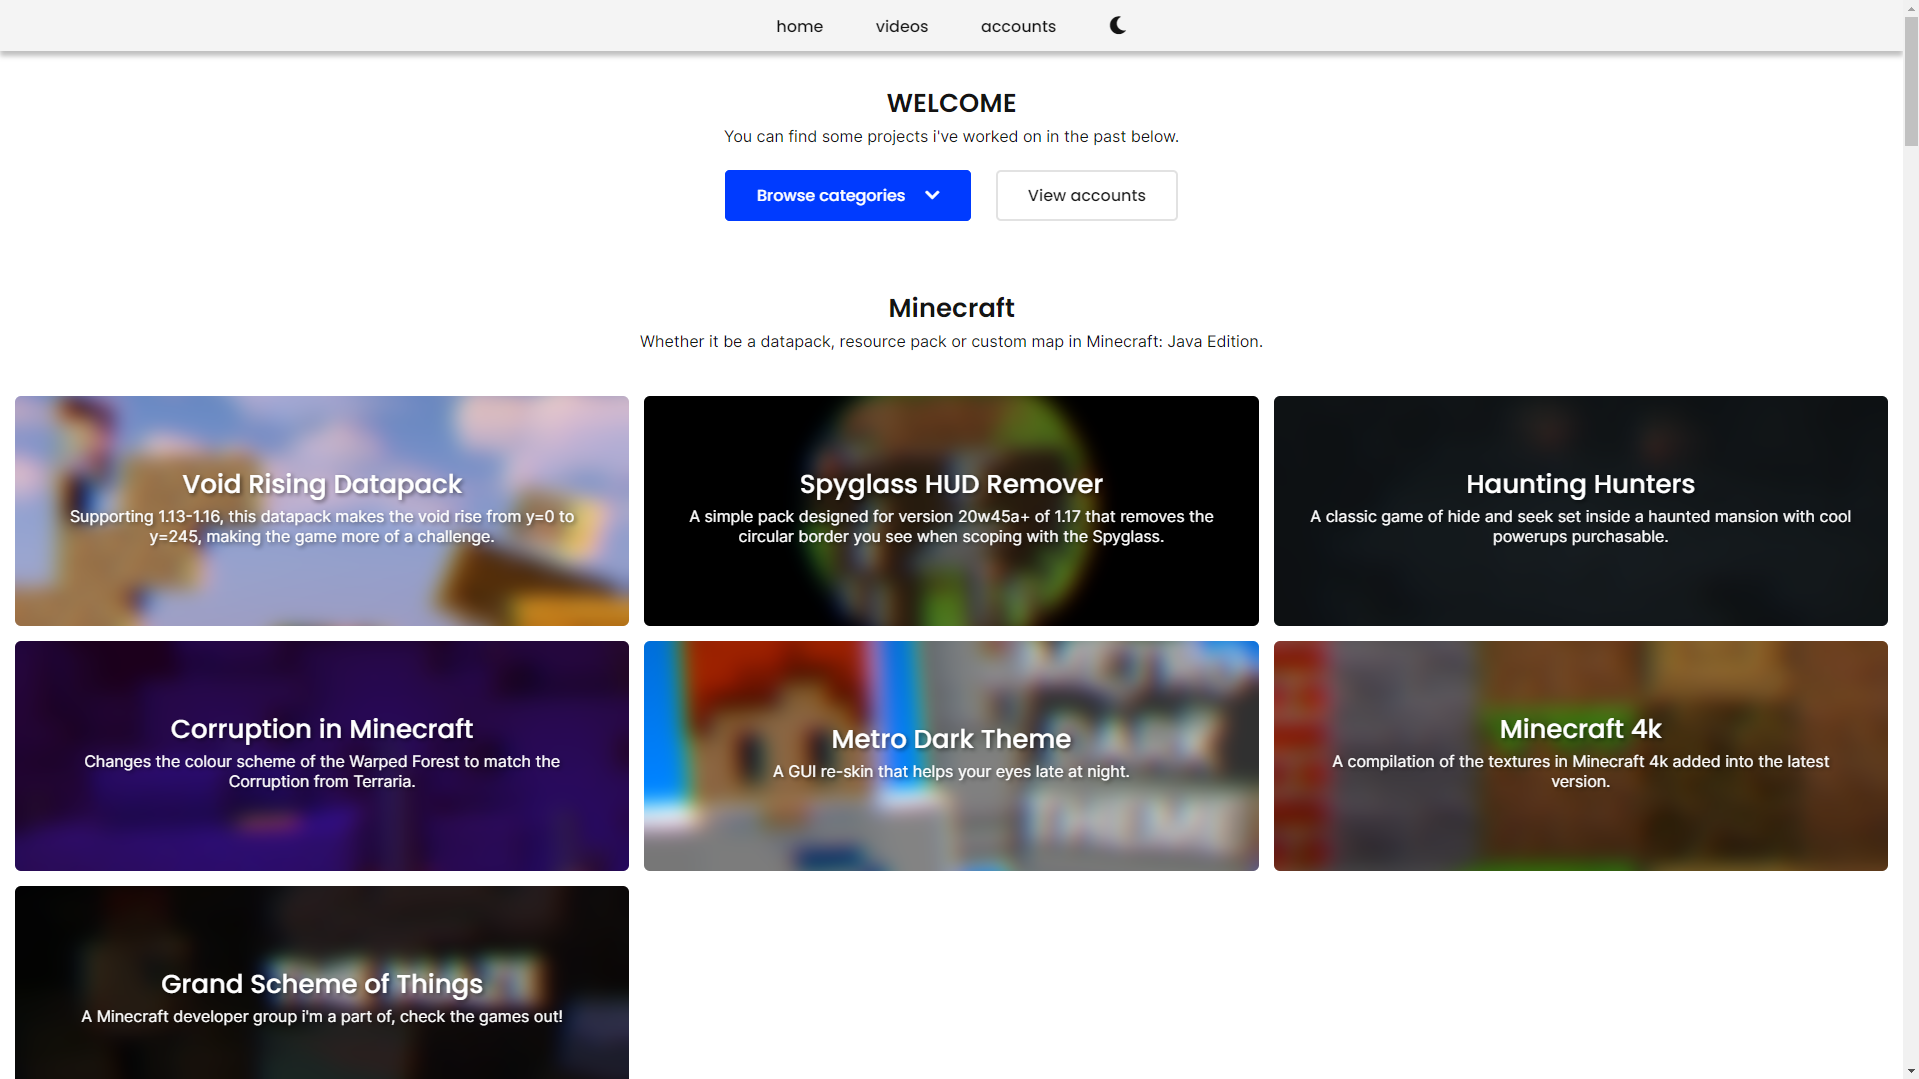 home videos accounts
WELCOME
You can find some projects i've worked on in the past below.
Browse categories
View accounts
Minecraft
Whether it be a datapack, resource pack or custom map in Minecraft: Java Edition.
Void Rising Datapack
Supporting 1.13-1.16, this datapack makes the void rise from y=0 to
y=245, making the game more of a challenge.
Spyglass HUD Remover
A simple pack designed for version 20w45a+ of 1.17 that removes the
circular border you see when scoping with the Spyglass.
Haunting Hunters
A classic game of hide and seek set inside a haunted mansion with cool
powerups purchasable.
Corruption in Minecraft
Changes the colour scheme of the Warped Forest to match the
Corruption from Terraria.
Metro Dark Theme
A GUI re-skin that helps your eyes late at night.
DARK
THEME
Minecraft 4k
A compilation of the textures in Minecraft 4k added into the latest
version.
Grand Scheme of Things
A Minecraft developer group i'm a part of, check the games out!